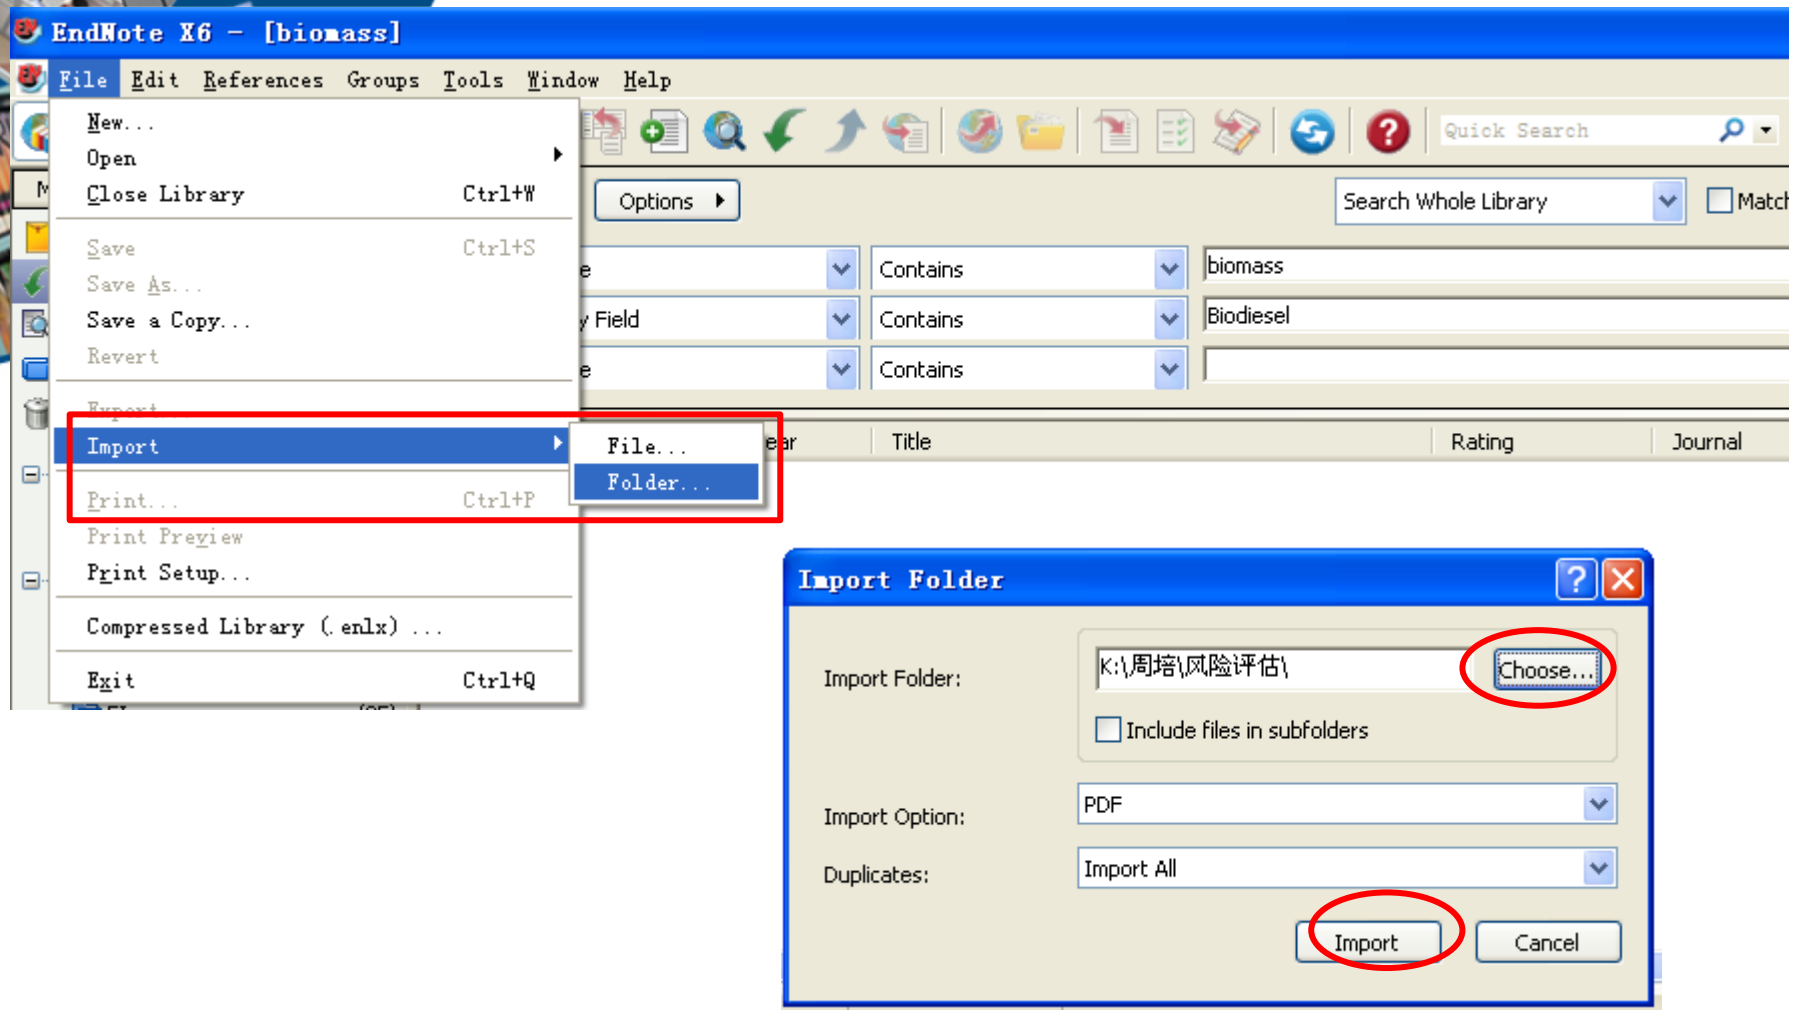 EndNote X6 - [biomass]
File Edit References Groups Tools Window Help
New...
Quick Search
Open
Close Library Ctrl+W
Options
Search Whole Library
Match
Save Ctrl+S
Contains
biomass
Save As...
Save a Copy...
Field
Contains
Biodiesel
Revert
Contains
Export
Import
File...
Title
Rating
Journal
Folder...
Print... Ctrl+P
Print Preview
Print Setup...
Compressed Library (.enlx) ...
Exit Ctrl+Q
Import Folder
Import Folder:
K:\周培\风险评估\
Choose...
Include files in subfolders
Import Option:
PDF
Duplicates:
Import All
Import
Cancel